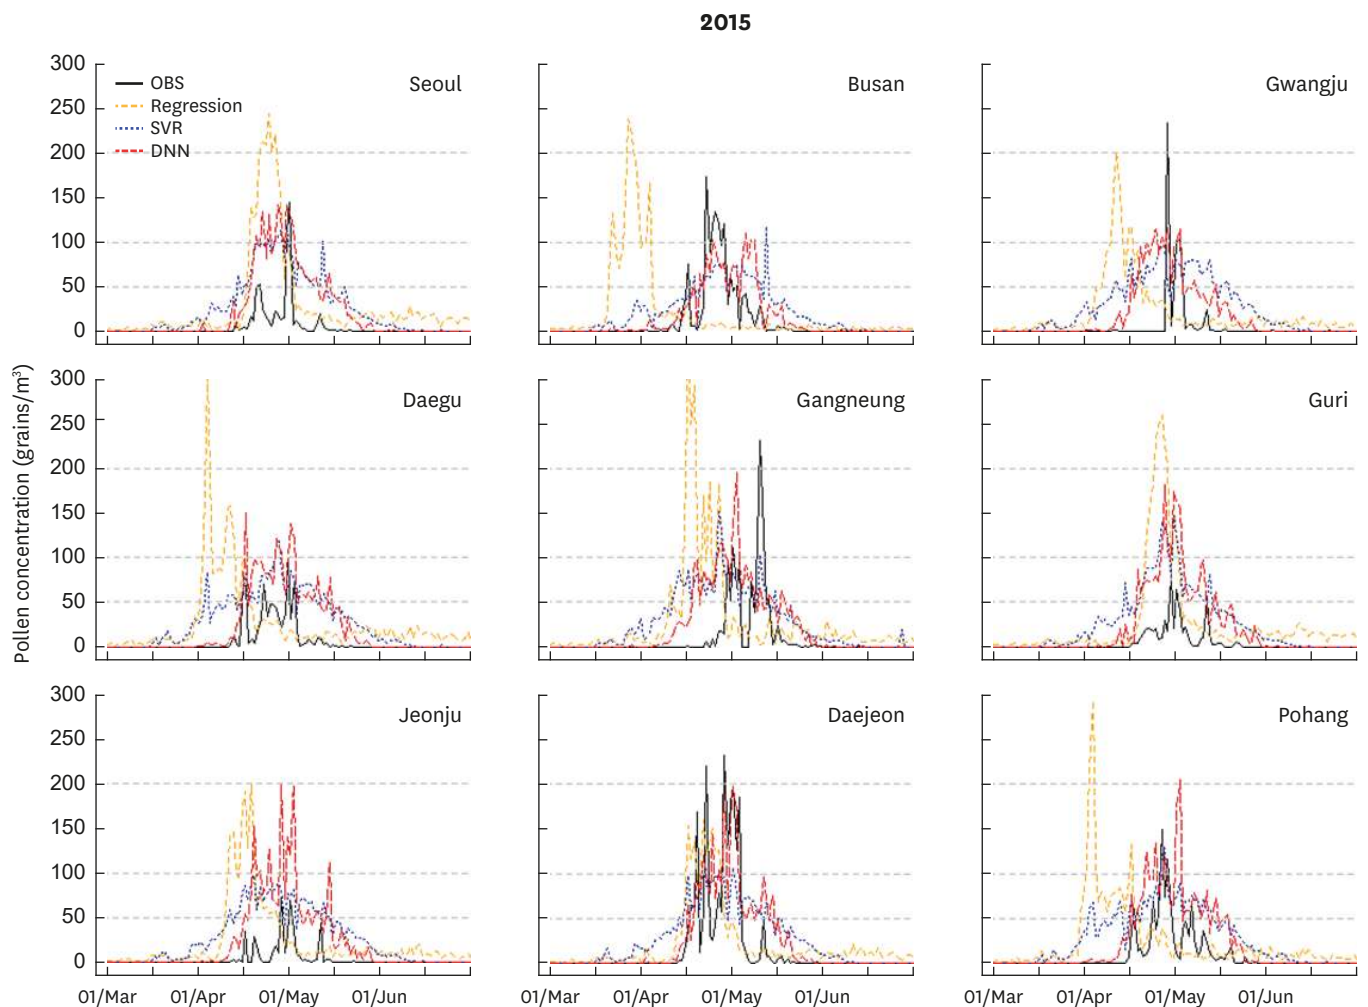 2015
Pollen concentration (grains/m³)
300
250
200
150
100
50
0
OBS
Regression
SVR
DNN
Seoul
Busan
Gwangju
300
250
200
150
100
50
0
Daegu
Gangneung
Guri
300
250
200
150
100
50
0
Jeonju
Daejeon
Pohang
01/Mar 01/Apr 01/May 01/Jun
01/Mar 01/Apr 01/May 01/Jun
01/Mar 01/Apr 01/May 01/Jun